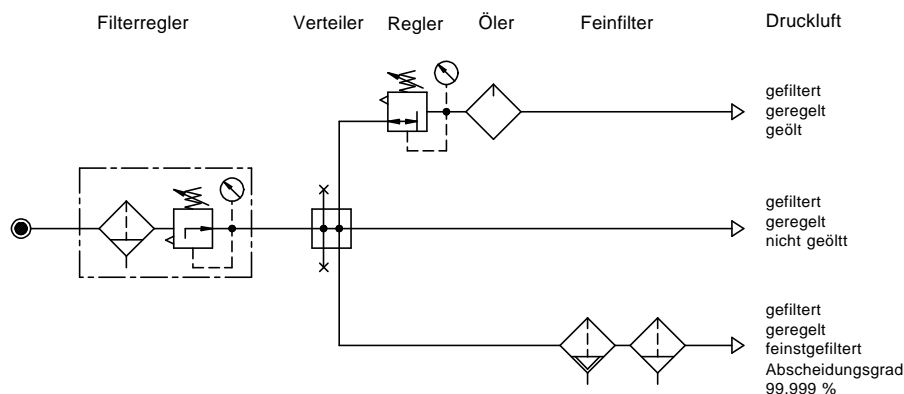 Filterregler Verteiler Regler Öler Feinfilter Druckluft
gefiltert
geregelt
geölt
gefiltert
geregelt
nicht geöltt
gefiltert
geregelt
feinstgefiltert
Abscheidungsgrad
99.999 %